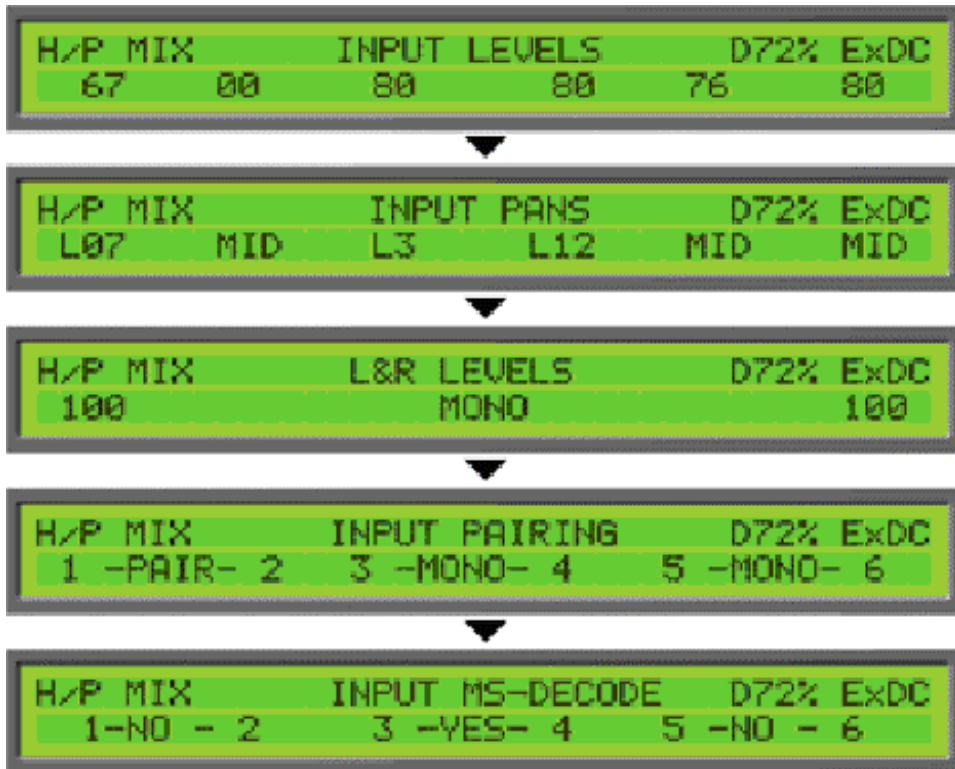 H/P MIX INPUT LEVELS D72% ExDC
67 00 80 80 76 80
H/P MIX INPUT PANS D72% ExDC
L07 MID L3 L12 MID MID
H/P MIX L&R LEVELS D72% ExDC
100 MONO 100
H/P MIX INPUT PAIRING D72% ExDC
1 -PAIR- 2 3 -MONO- 4 5 -MONO- 6
H/P MIX INPUT MS-DECODE D72% ExDC
1-NO - 2 3 -YES- 4 5 -NO - 6